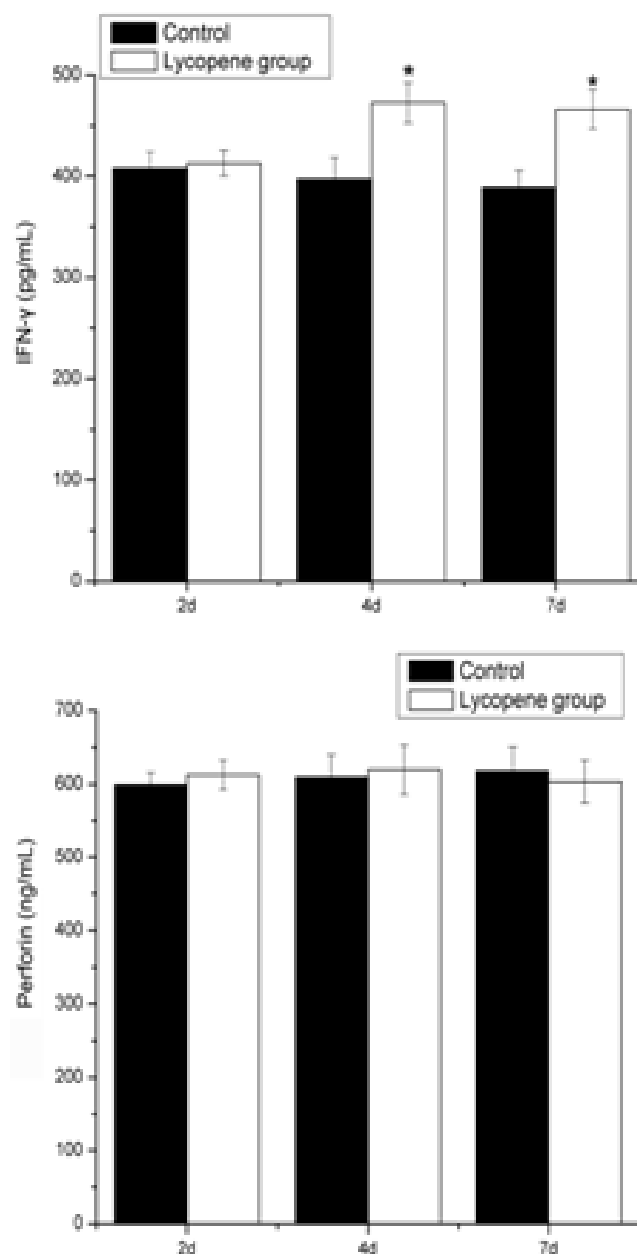 Control
Lycopene group
500
400
300
200
100
0
IFN-γ (pg/mL)
*
*
2d
4d
7d
Control
Lycopene group
700
600
500
400
300
200
100
0
Perforin (ng/mL)
2d
4d
7d